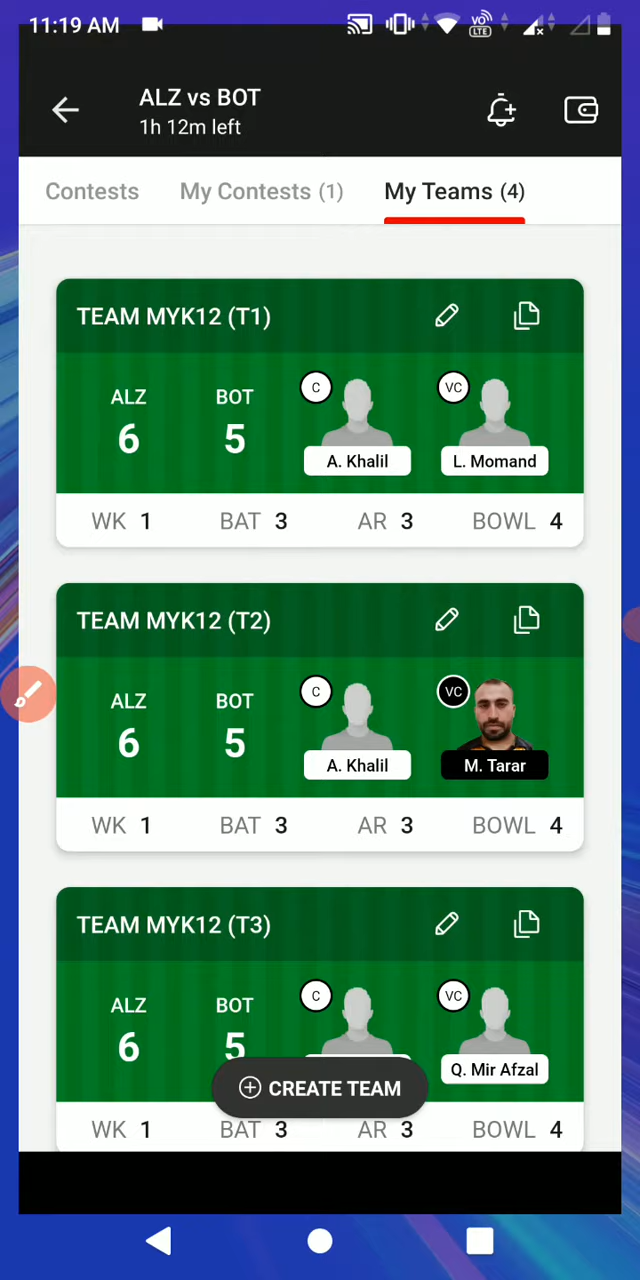 11:19 AM
VO
LTE
ALZ vs BOT
1h 12m left
Contests My Contests (1) My Teams (4)
TEAM MYK12 (T1)
ALZ BOT C VC
6 5
A. Khalil L. Momand
WK 1 BAT 3 AR 3 BOWL 4
TEAM MYK12 (T2)
ALZ BOT C VC
6 5
A. Khalil M. Tarar
WK 1 BAT 3 AR 3 BOWL 4
TEAM MYK12 (T3)
ALZ BOT C VC
6 5
Q. Mir Afzal
CREATE TEAM
WK 1 BAT 3 AR 3 BOWL 4